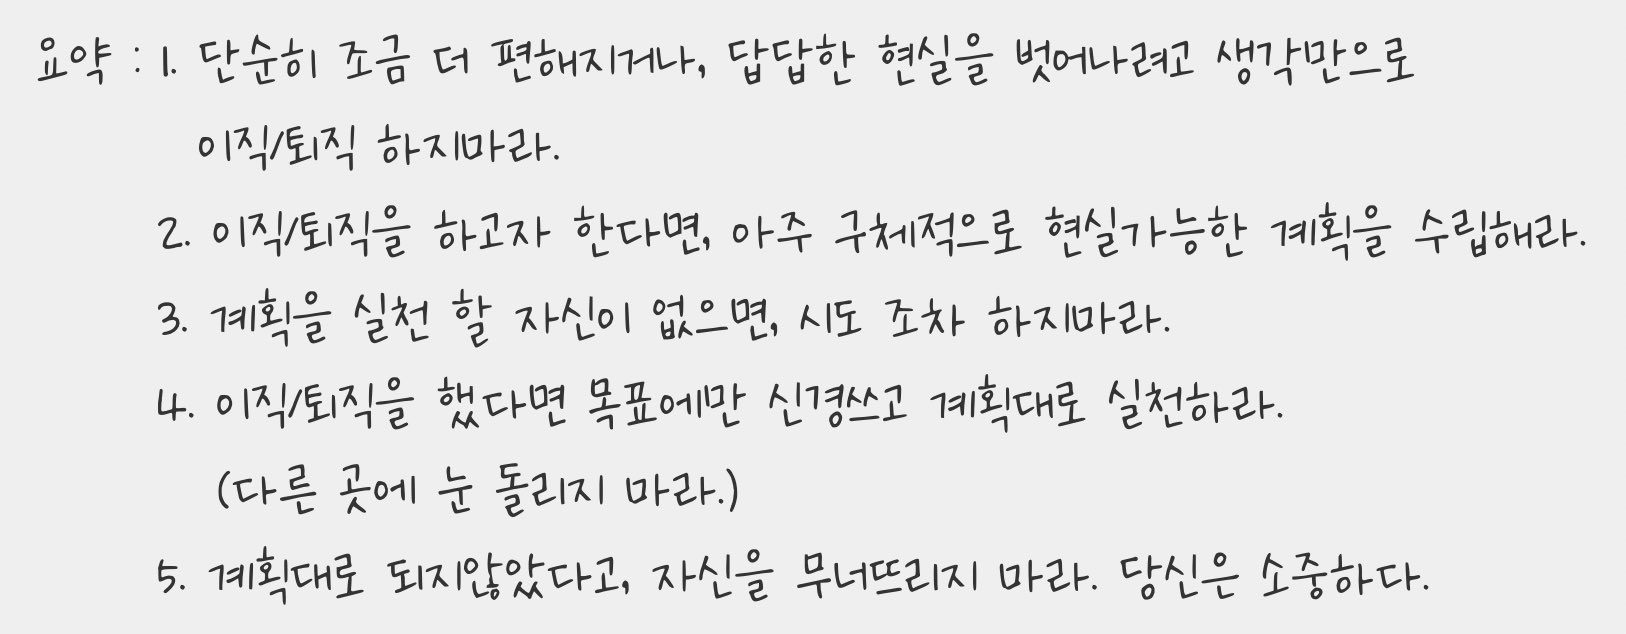 요약 : 1. 단순히 조금 더 편해지거나, 답답한 현실을 벗어나려고 생각만으로
이직/퇴직 하지마라.
2. 이직/퇴직을 하고자 한다면, 아주 구체적으로 현실가능한 계획을 수립해라.
3. 계획을 실천 할 자신이 없으면, 시도 조차 하지마라.
4. 이직/퇴직을 했다면 목표에만 신경쓰고 계획대로 실천하라.
(다른 곳에 눈 돌리지 마라.)
5. 계획대로 되지않았다고, 자신을 무너뜨리지 마라. 당신은 소중하다.